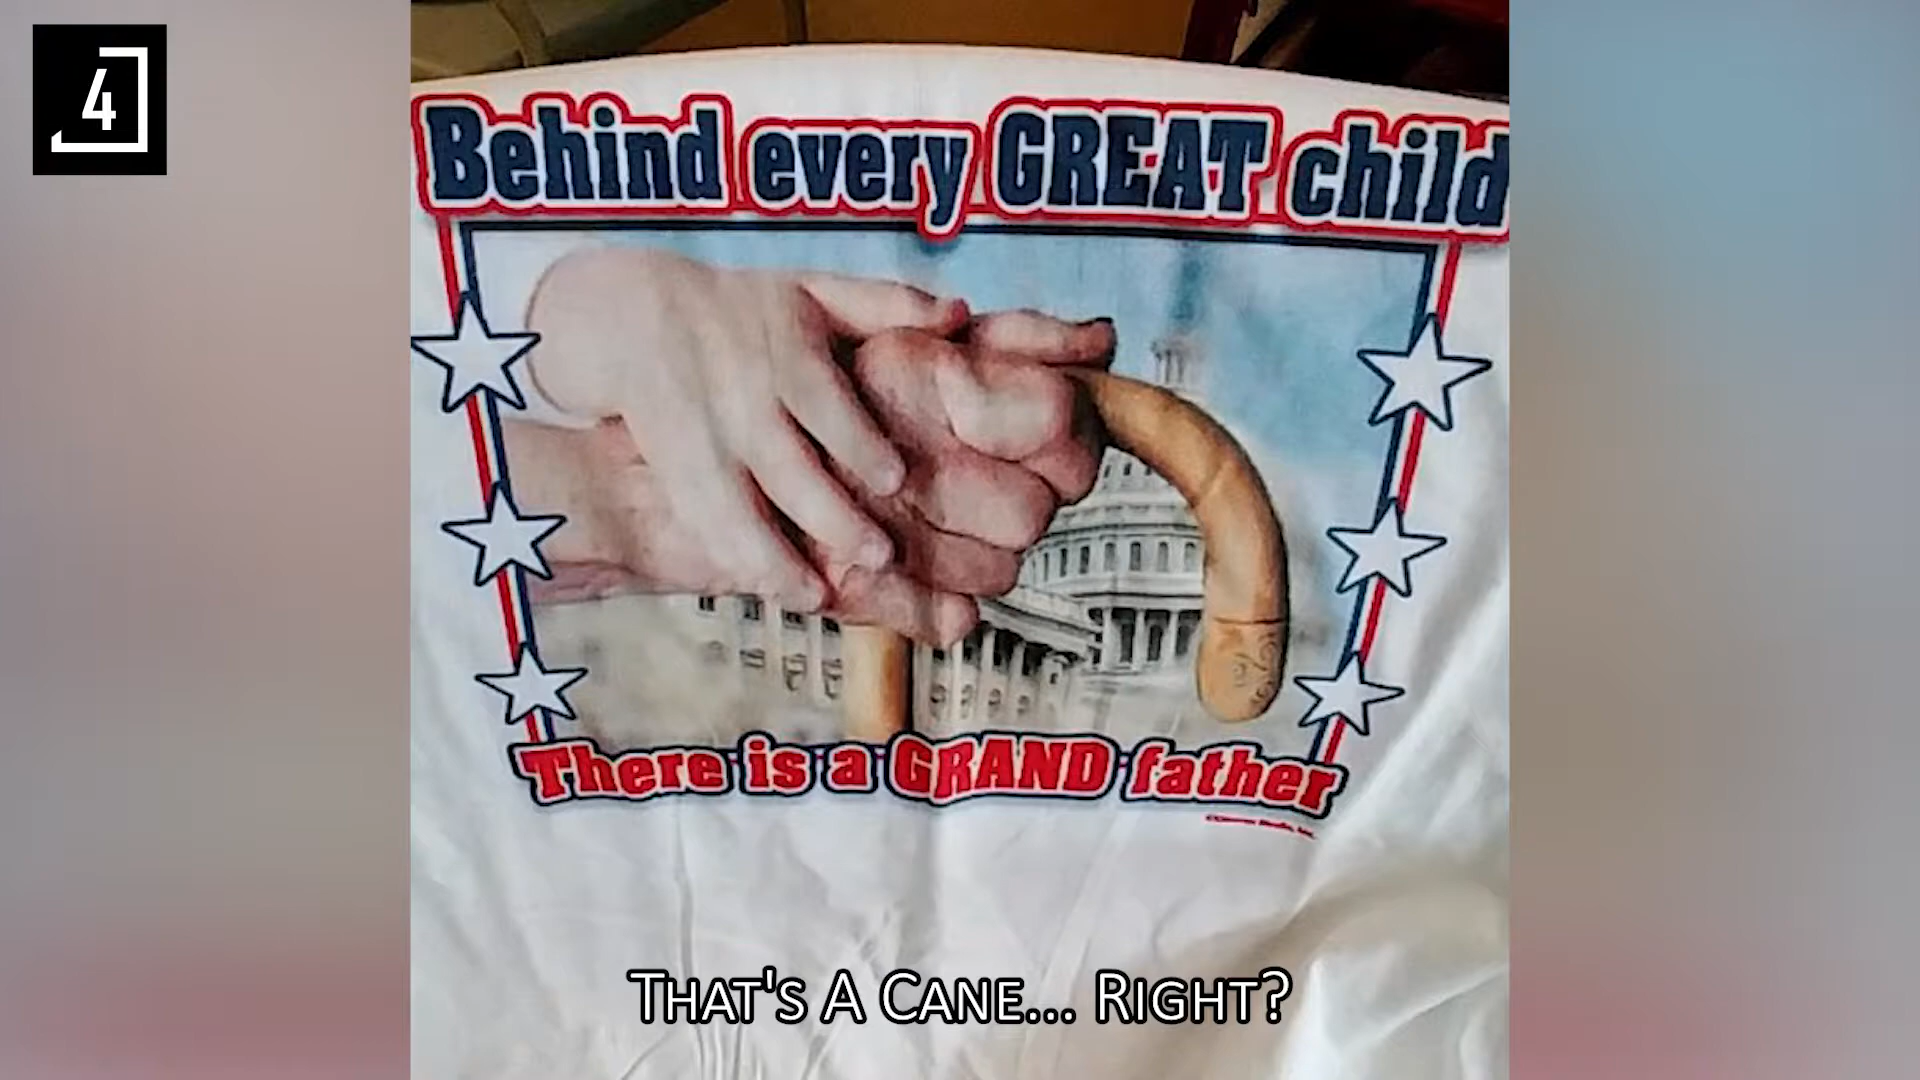 4
Behind every GREAT child
There is a GRAND father
THAT'S A CANE... RIGHT?